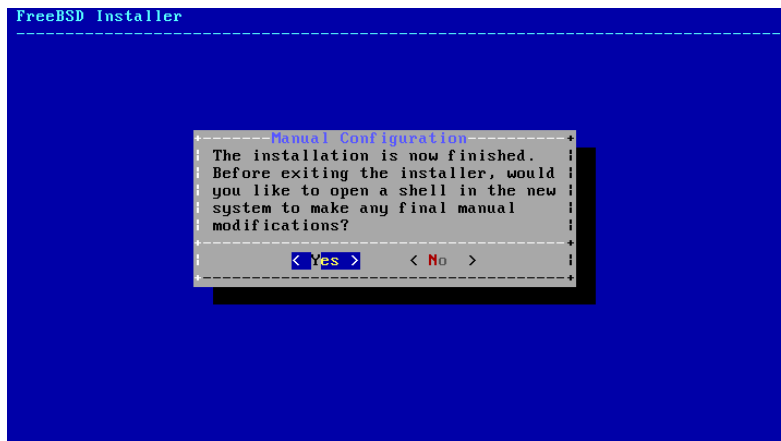 FreeBSD Installer
Manual Configuration
The installation is now finished.
Before exiting the installer, would
you like to open a shell in the new
system to make any final manual
modifications?
< Yes > < No >